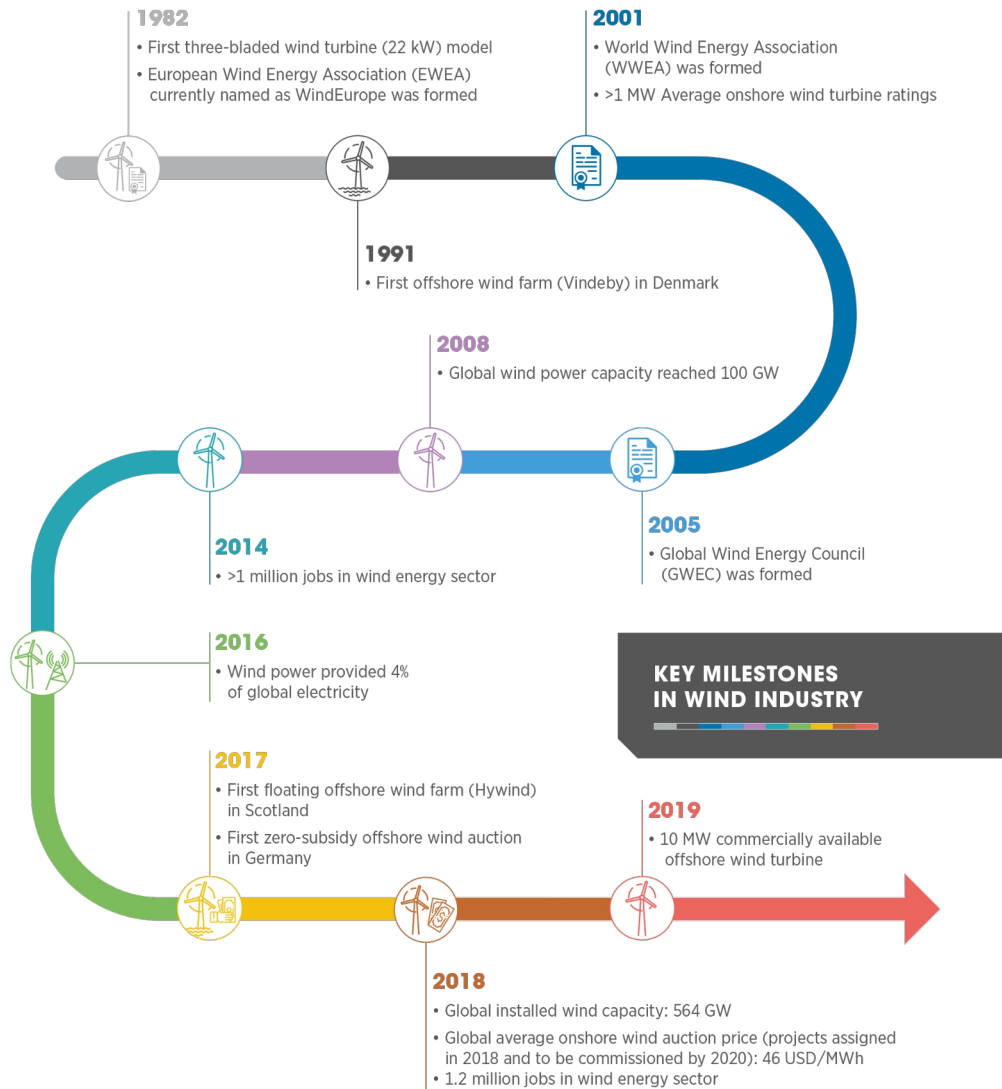 1982
• First three-bladed wind turbine (22 kW) model
• European Wind Energy Association (EWEA)
currently named as WindEurope was formed
2001
• World Wind Energy Association
(WWEA) was formed
• >1 MW Average onshore wind turbine ratings
1991
• First offshore wind farm (Vindeby) in Denmark
2008
• Global wind power capacity reached 100 GW
2005
• Global Wind Energy Council
(GWEC) was formed
2014
• >1 million jobs in wind energy sector
2016
• Wind power provided 4%
of global electricity
KEY MILESTONES
IN WIND INDUSTRY
2017
• First floating offshore wind farm (Hywind)
in Scotland
• First zero-subsidy offshore wind auction
in Germany
2019
• 10 MW commercially available
offshore wind turbine
2018
• Global installed wind capacity: 564 GW
• Global average onshore wind auction price (projects assigned
in 2018 and to be commissioned by 2020): 46 USD/MWh
• 1.2 million jobs in wind energy sector